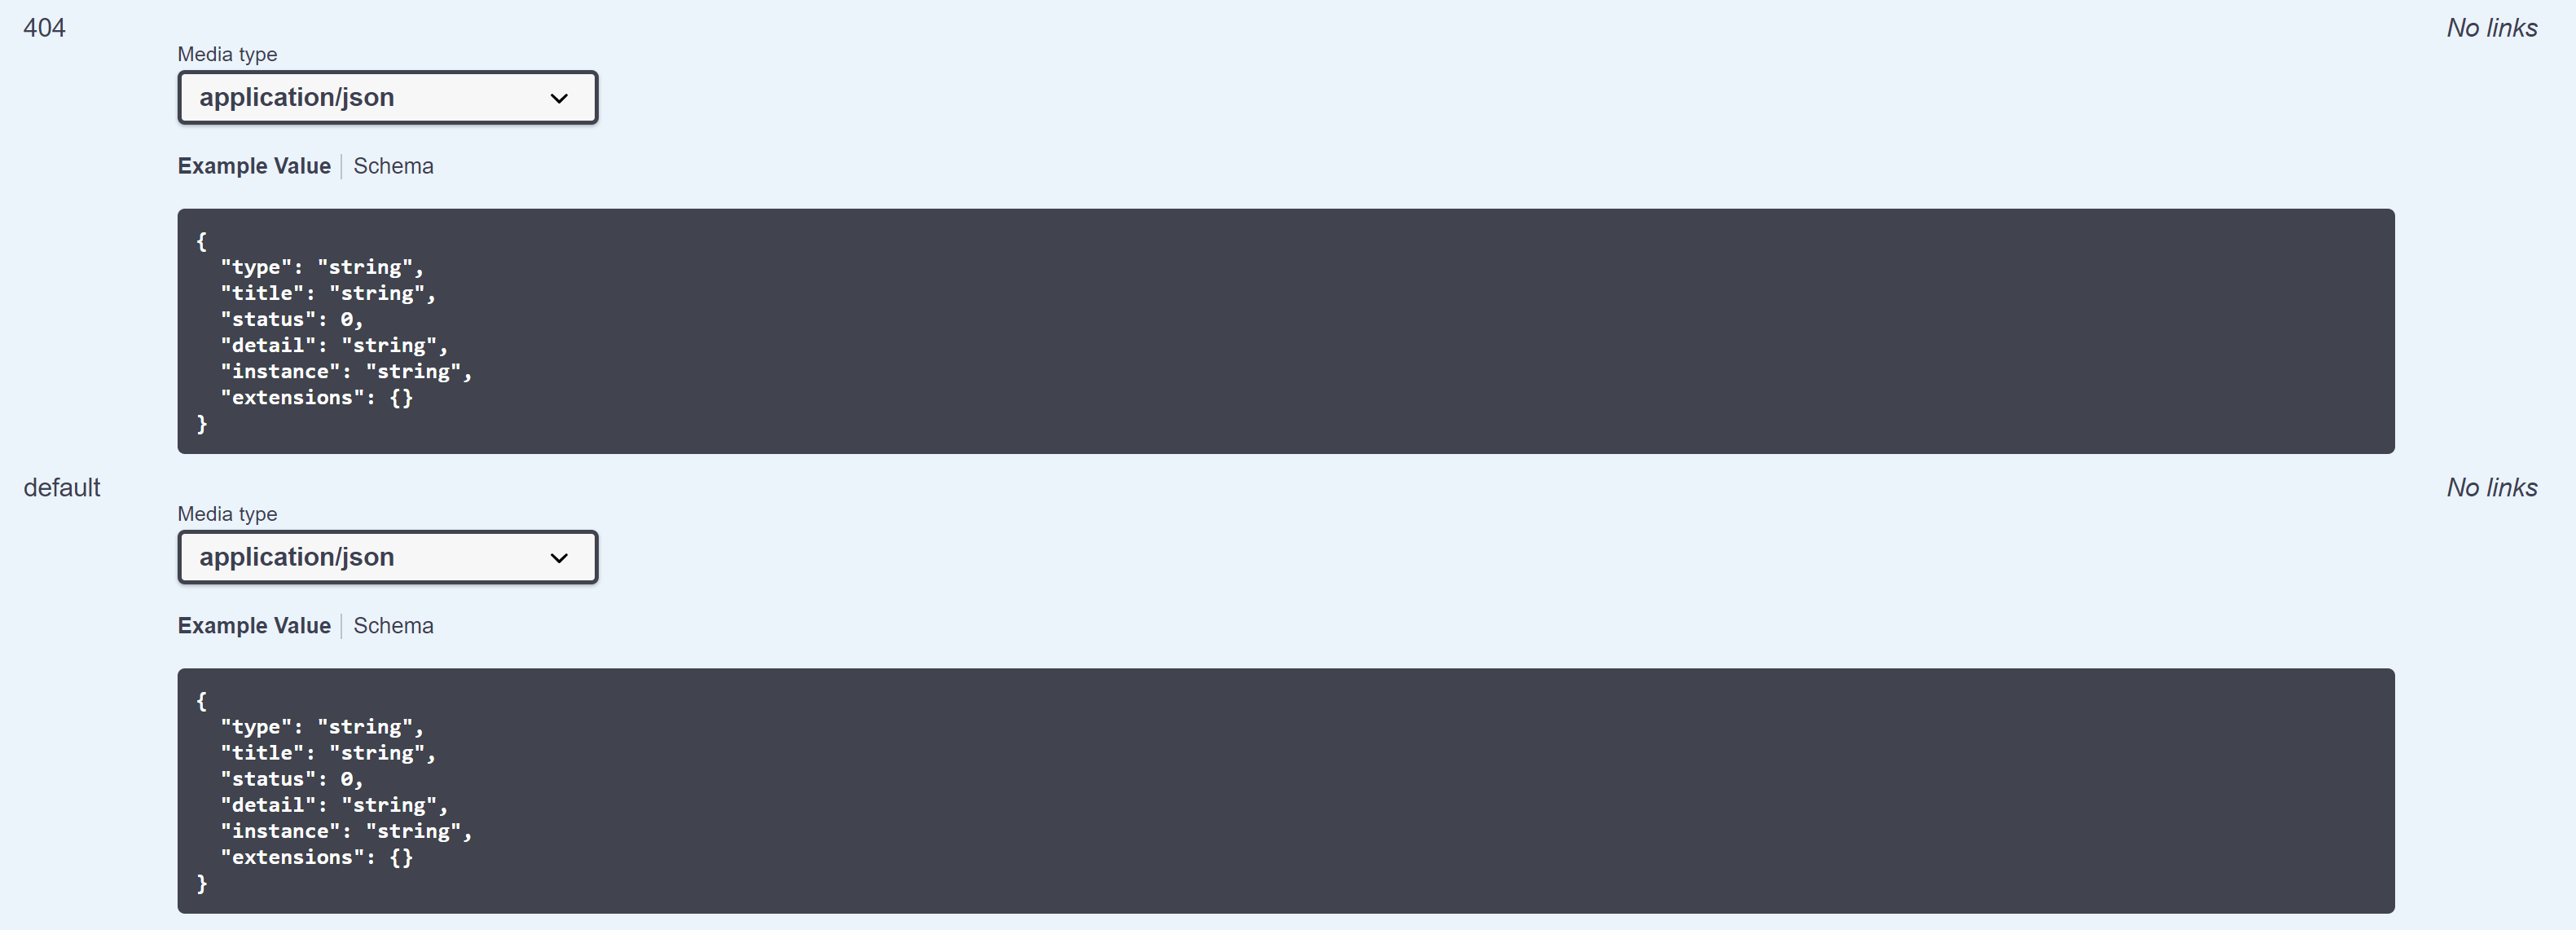 404
No links
Media type
application/json
Example Value
Schema
{
  "type": "string",
  "title": "string",
  "status": 0,
  "detail": "string",
  "instance": "string",
  "extensions": {}
}
default
No links
Media type
application/json
Example Value
Schema
{
  "type": "string",
  "title": "string",
  "status": 0,
  "detail": "string",
  "instance": "string",
  "extensions": {}
}